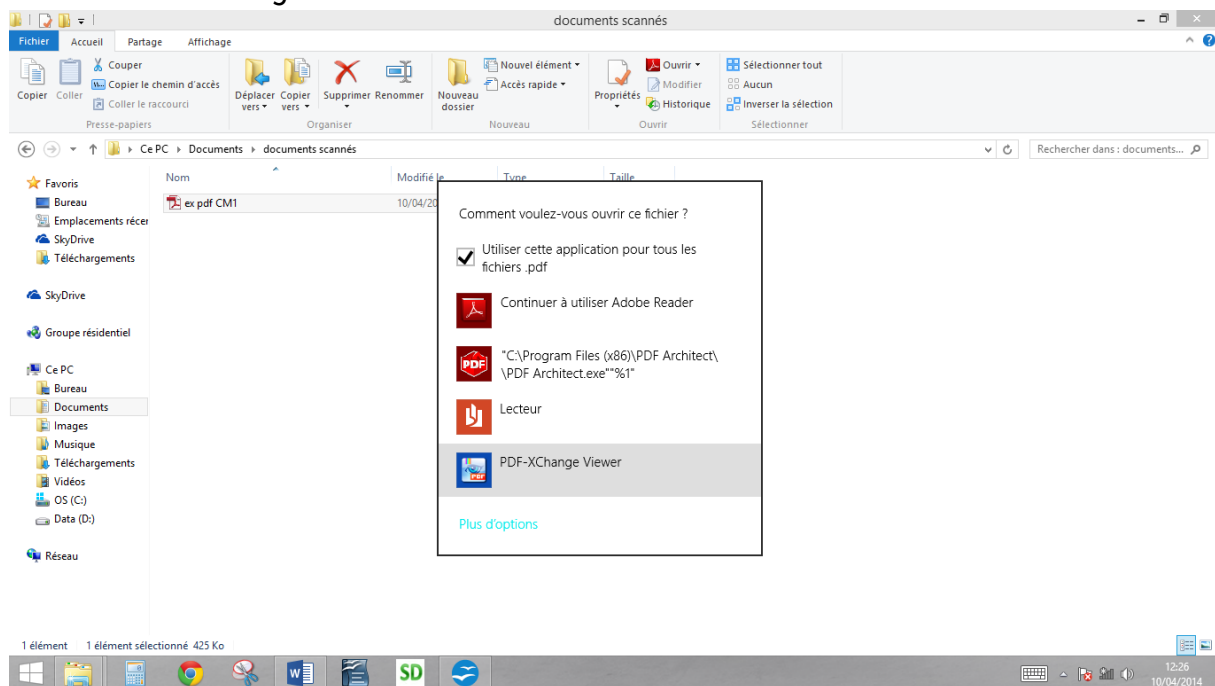 documents scannés
Fichier Accueil Partage Affichage
Couper
Copier le chemin d'accès
Coller le raccourci
Copier Coller
Presse-papiers
Déplacer vers Copier vers Supprimer Renommer
Organiser
Nouveau dossier
Nouvel élément
Accès rapide
Nouveau
Propriétés
Ouvrir
Modifier
Historique
Ouvrir
Sélectionner tout
Aucun
Inverser la sélection
Sélectionner
Ce PC Documents documents scannés
Rechercher dans : documents...
Nom Modifié le Type Taille
ex pdf CM1 10/04/20
Favoris
Bureau
Emplacements récen
SkyDrive
Téléchargements
SkyDrive
Groupe résidentiel
Ce PC
Bureau
Documents
Images
Musique
Téléchargements
Vidéos
OS (C:)
Data (D:)
Réseau
Comment voulez-vous ouvrir ce fichier ?
Utiliser cette application pour tous les
fichiers .pdf
Continuer à utiliser Adobe Reader
"C:\Program Files (x86)\PDF Architect\
\PDF Architect.exe""%1"
Lecteur
PDF-XChange Viewer
Plus d'options
1 élément 1 élément sélectionné 425 Ko
SD
12:26
10/04/2014